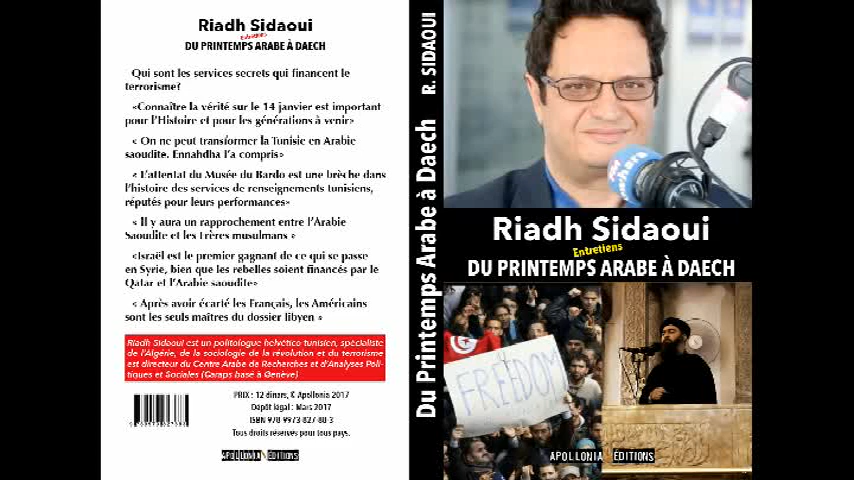 Riadh Sidaoui
Entretiens
DU PRINTEMPS ARABE À DAECH
Qui sont les services secrets qui financent le
terrorisme?
«Connaître la vérité sur le 14 janvier est important
pour l'Histoire et pour les générations à venir»
« On ne peut transformer la Tunisie en Arabie
saoudite. Ennahdha l'a compris»
« L'attentat du Musée du Bardo est une brèche dans
l'histoire des services de renseignements tunisiens,
réputés pour leurs performances»
« Il y aura un rapprochement entre l'Arabie
Saoudite et les Frères musulmans »
«Israël est le premier gagnant de ce qui se passe
en Syrie, bien que les rebelles soient financés par le
Qatar et l'Arabie saoudite»
« Après avoir écarté les Français, les Américains
sont les seuls maîtres du dossier libyen »
Riadh Sidaoui est un politologue helvético tunisien, spécialiste
de l'Algérie, de la sociologie de la révolution et du terrorisme
est directeur du Centre Arabe de Recherches et d'Analyses Poli-
tiques et Sociales (Caraps basé à Genève)
PRIX : 12 dinars, © Apollonia 2017
Dépôt légal : Mars 2017
ISBN 978-9973-827-88-3
Tous droits réservés pour tous pays.
APOLLONIA ÉDITIONS
Du Printemps Arabe à Daech R. SIDAOUI
Riadh Sidaoui
Entretiens
DU PRINTEMPS ARABE À DAECH
FREEDOM
APOLLONIA ÉDITIONS